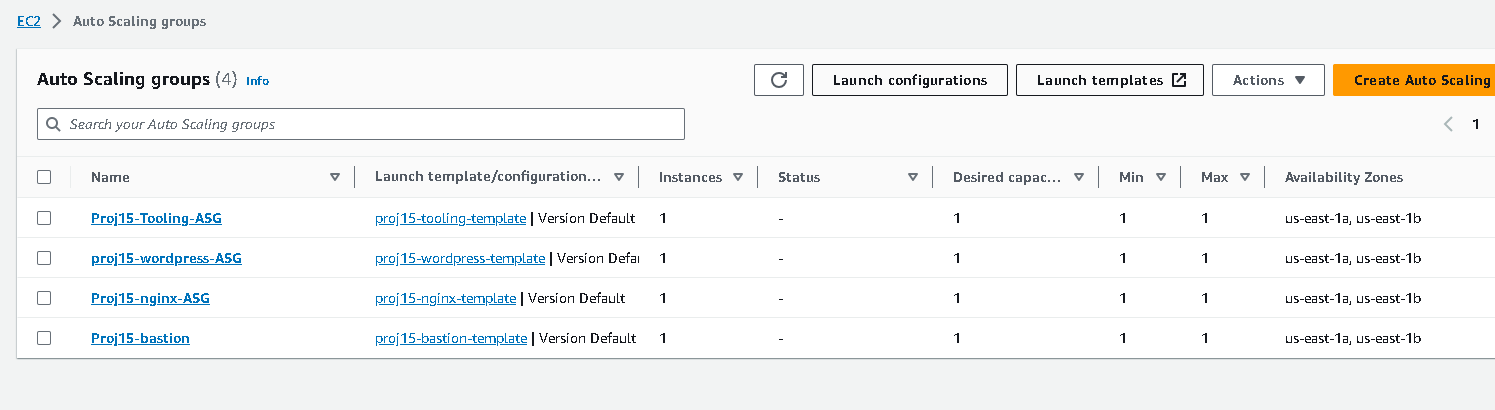 EC2 > Auto Scaling groups
Auto Scaling groups (4) Info Launch configurations Launch templates Actions Create Auto Scaling
Search your Auto Scaling groups 1
Name Launch template/configuration... Instances Status Desired capac... Min Max Availability Zones
Proj15-Tooling-ASG proj15-tooling-template | Version Default 1 - 1 1 1 us-east-1a, us-east-1b
proj15-wordpress-ASG proj15-wordpress-template | Version Defau 1 - 1 1 1 us-east-1a, us-east-1b
Proj15-nginx-ASG proj15-nginx-template | Version Default 1 - 1 1 1 us-east-1a, us-east-1b
Proj15-bastion proj15-bastion-template | Version Default 1 - 1 1 1 us-east-1a, us-east-1b